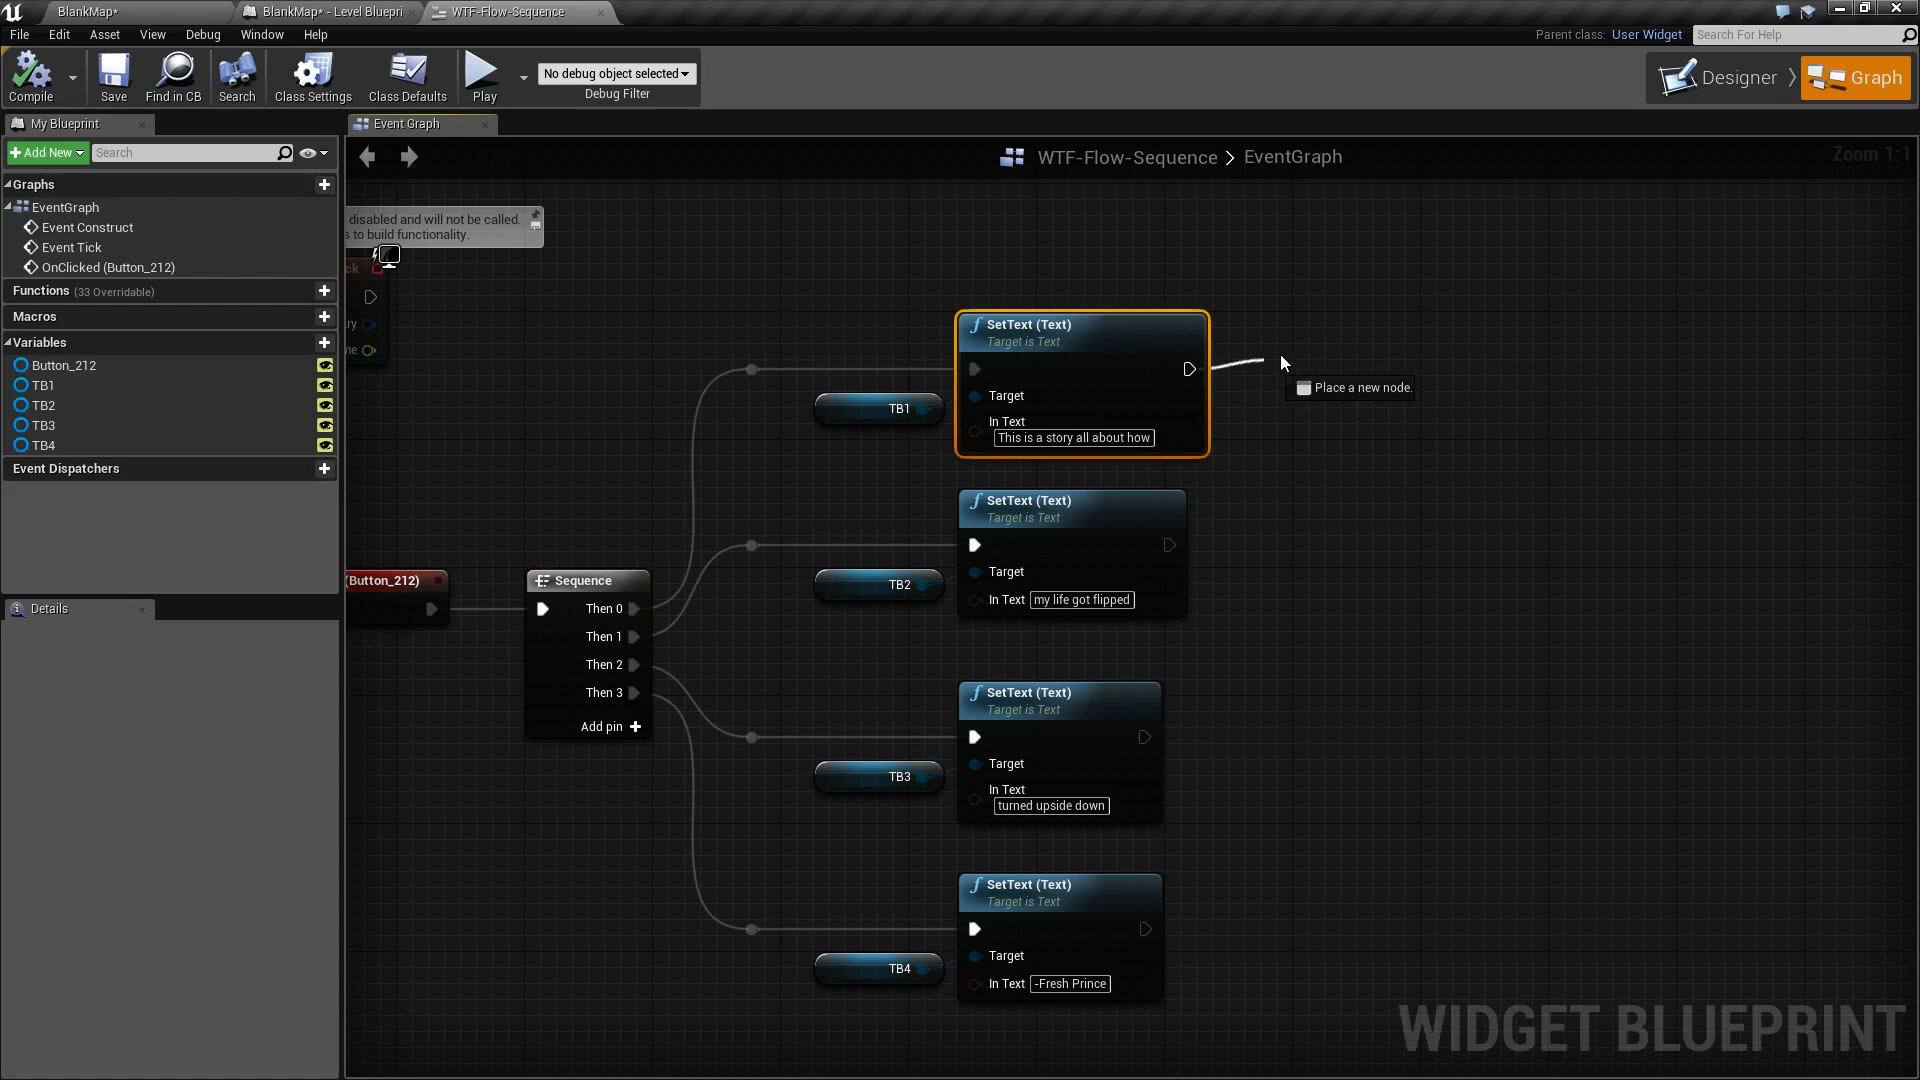 BlankMap*
BlankMap* - Level Bluepri
WTF-Flow-Sequence
File Edit Asset View Debug Window Help
Parent class: User Widget
Search For Help
Compile
Save
Find in CB
Search
Class Settings
Class Defaults
Play
No debug object selected
Debug Filter
Designer
Graph
My Blueprint
Event Graph
Add New
Search
WTF-Flow-Sequence > EventGraph
Zoom 1:1
Graphs
EventGraph
Event Construct
Event Tick
OnClicked (Button_212)
Functions (33 Overridable)
Macros
Variables
Button_212
TB1
TB2
TB3
TB4
Event Dispatchers
Details
disabled and will not be called.
s to build functionality.
ck
ry
me
SetText (Text)
Target is Text
Target
TB1
In Text
This is a story all about how
Place a new node.
SetText (Text)
Target is Text
Target
TB2
In Text my life got flipped
(Button_212)
Sequence
Then 0
Then 1
Then 2
Then 3
Add pin
SetText (Text)
Target is Text
Target
TB3
In Text
turned upside down
SetText (Text)
Target is Text
Target
TB4
In Text -Fresh Prince
WIDGET BLUEPRINT